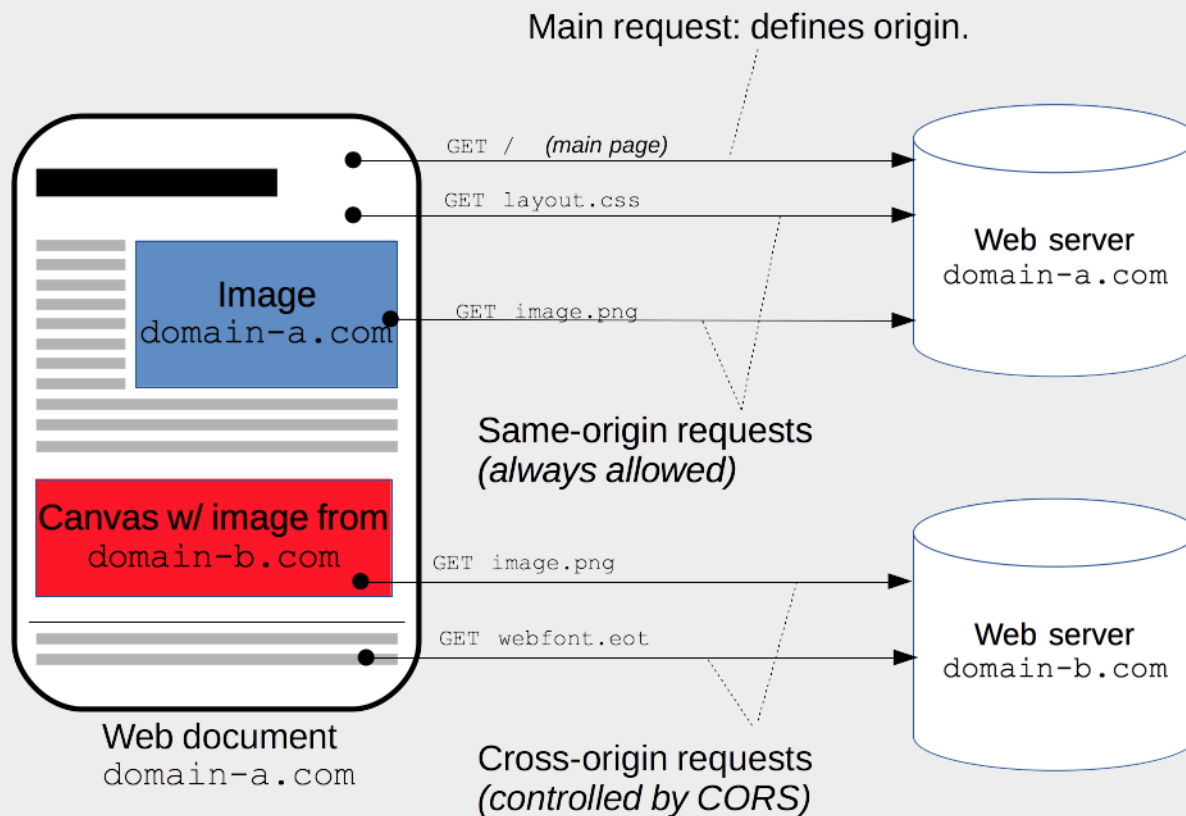 Main request: defines origin.
GET / (main page)
GET layout.css
Web server
domain-a.com
Image
domain-a.com
GET image.png
Same-origin requests
(always allowed)
Canvas w/ image from
domain-b.com
GET image.png
GET webfont.eot
Web server
domain-b.com
Web document
domain-a.com
Cross-origin requests
(controlled by CORS)